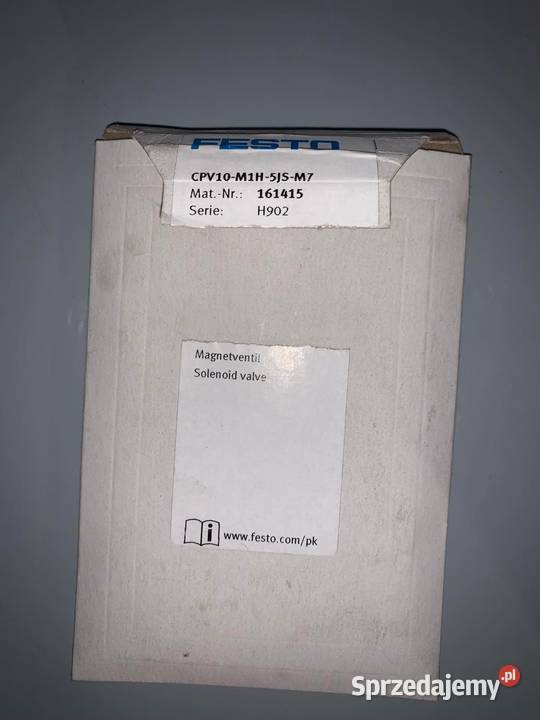 FESTO
CPV10-M1H-5JS-M7
Mat.-Nr.: 161415
Serie: H902
Magnetventil
Solenoid valve
i www.festo.com/pk
Sprzedajemy.pl